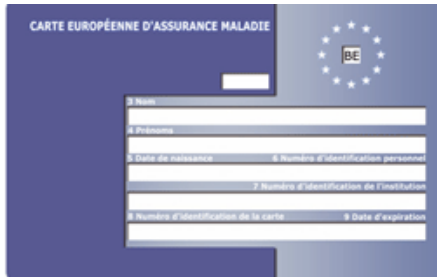 CARTE EUROPÉENNE D'ASSURANCE MALADIE
BE
3 Nom
4 Prénoms
5 Date de naissance 6 Numéro d'identification personnel
7 Numéro d'identification de l'institution
8 Numéro d'identification de la carte 9 Date d'expiration